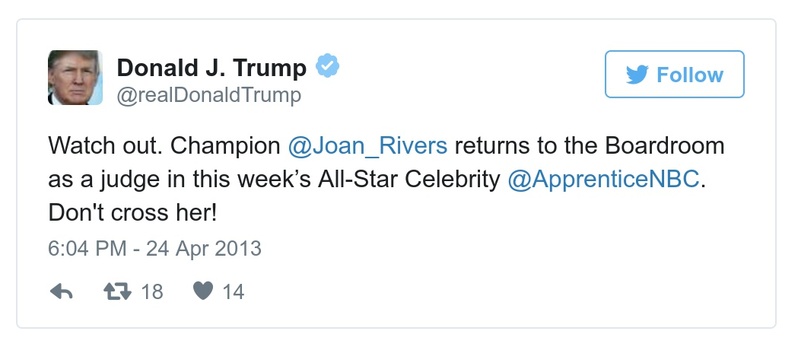 Donald J. Trump
@realDonaldTrump
Follow
Watch out. Champion @Joan_Rivers returns to the Boardroom
as a judge in this week’s All-Star Celebrity @ApprenticeNBC.
Don't cross her!
6:04 PM - 24 Apr 2013
18 14